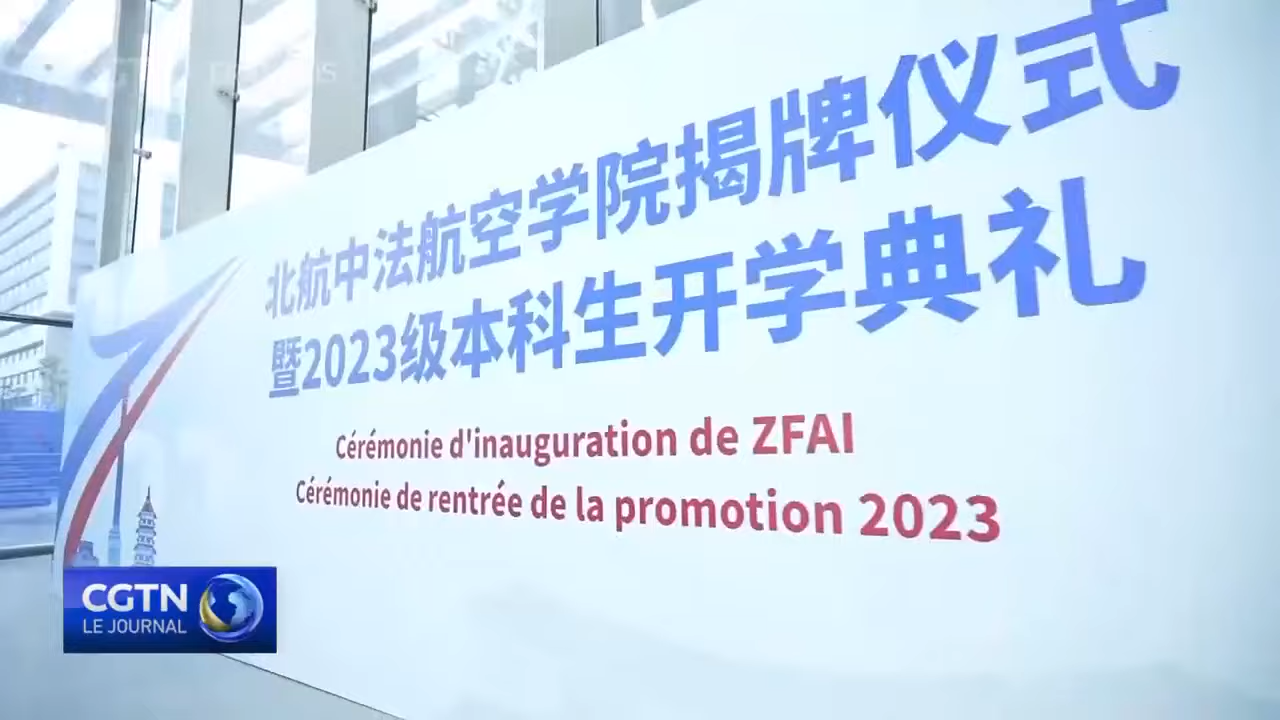 北航中法航空学院揭牌仪式
暨2023级本科生开学典礼
Cérémonie d'inauguration de ZFAI
Cérémonie de rentrée de la promotion 2023
CGTN
LE JOURNAL